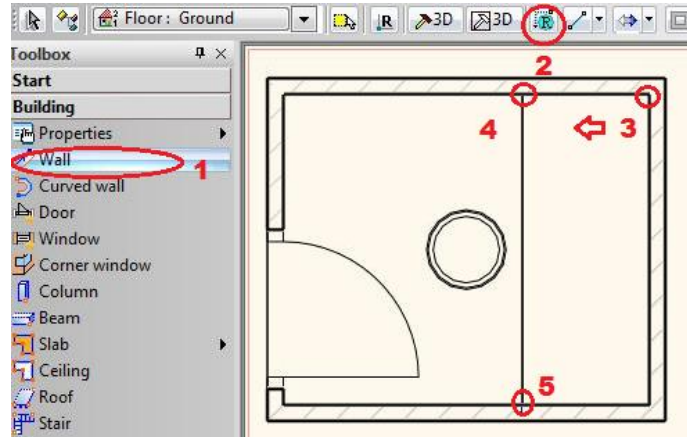 Floor: Ground
R
3D
3D
R
2
Toolbox
Start
Building
Properties
Wall
1
Curved wall
Door
Window
Corner window
Column
Beam
Slab
Ceiling
Roof
Stair
4
3
5